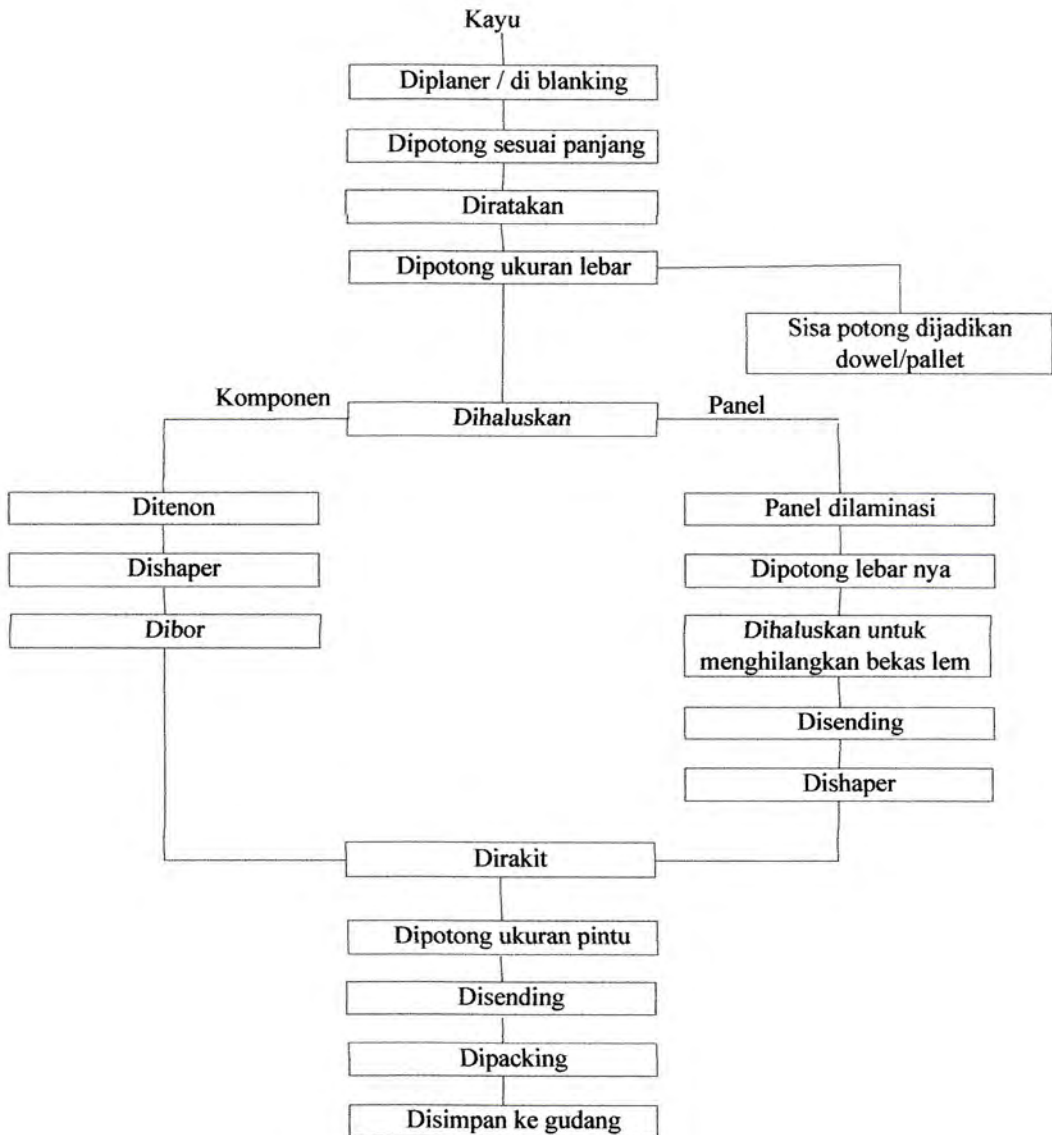 Kayu
Diplaner / di blanking
Dipotong sesuai panjang
Diratakan
Dipotong ukuran lebar
Sisa potong dijadikan
dowel/pallet
Komponen
Dihaluskan
Panel
Ditenon
Dishaper
Dibor
Panel dilaminasi
Dipotong lebar nya
Dihaluskan untuk
menghilangkan bekas lem
Disending
Dishaper
Dirakit
Dipotong ukuran pintu
Disending
Dipacking
Disimpan ke gudang